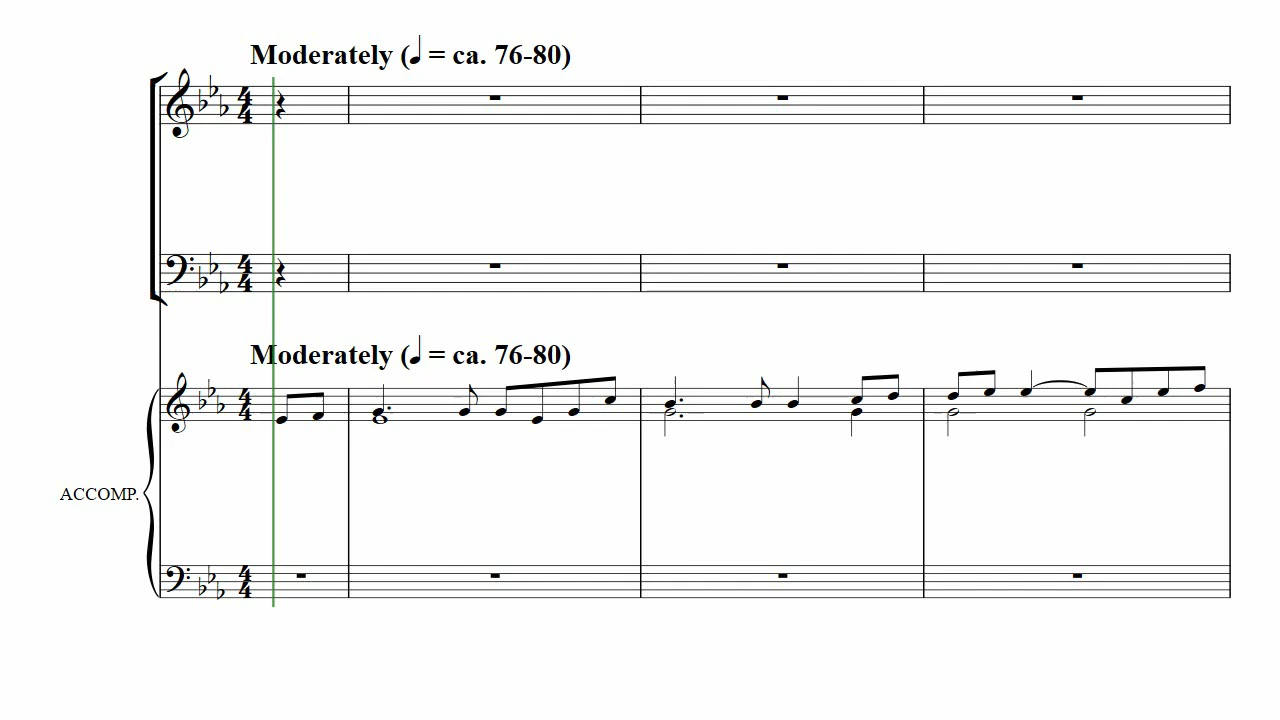 Moderately (♩ = ca. 76-80)
4
4
4
4
Moderately (♩ = ca. 76-80)
4
4
ACCOMP.
4
4